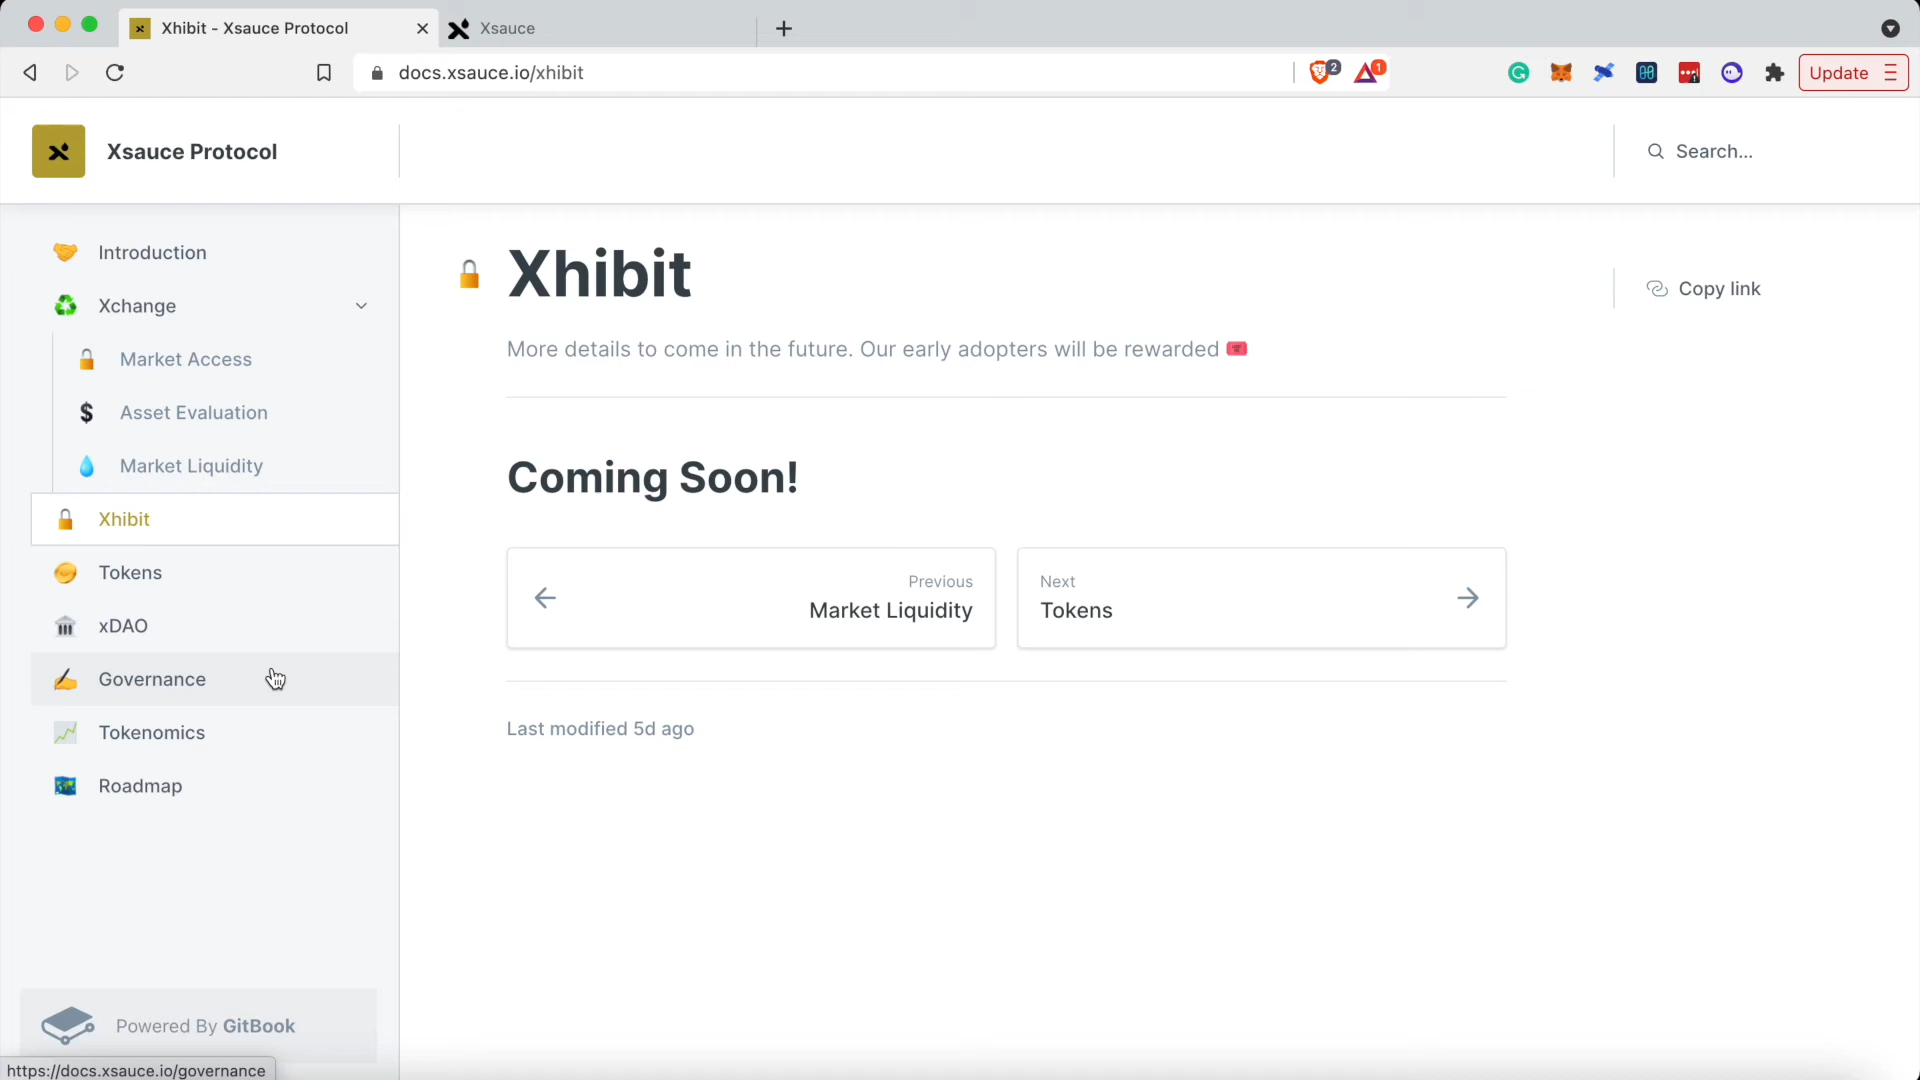 Xhibit - Xsauce Protocol
Xsauce
docs.xsauce.io/xhibit
2
1
Update
Xsauce Protocol
Search...
Introduction
Xchange
Market Access
Asset Evaluation
Market Liquidity
Xhibit
Tokens
xDAO
Governance
Tokenomics
Roadmap
Powered By GitBook
https://docs.xsauce.io/governance
Xhibit
Copy link
More details to come in the future. Our early adopters will be rewarded
Coming Soon!
Previous
Market Liquidity
Next
Tokens
Last modified 5d ago